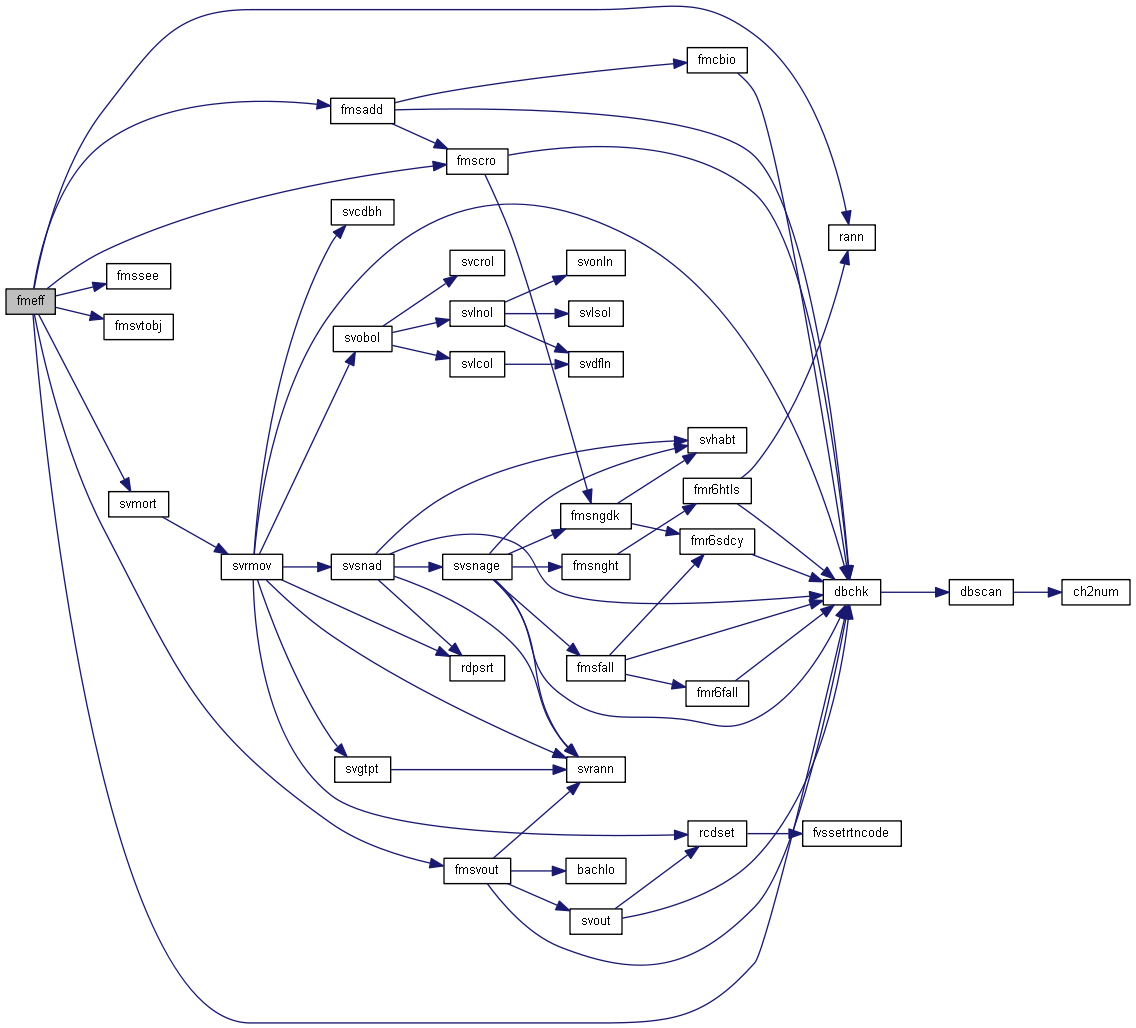 fmcbio
fmsadd
fmscro
svcdbh
rann
svcrol
svonln
fmssee
fmeff
svlnol
svlsol
fmsvtobj
svobol
svlcol
svdfln
svhabt
fmr6htls
svmort
fmsngdk
fmr6sdcy
svrmov
svsnad
svsnage
fmsnght
dbchk
dbscan
ch2num
rdpsrt
fmsfall
fmr6fall
svgtpt
svrann
rcdset
fvssetrtncode
fmsvout
bachlo
svout